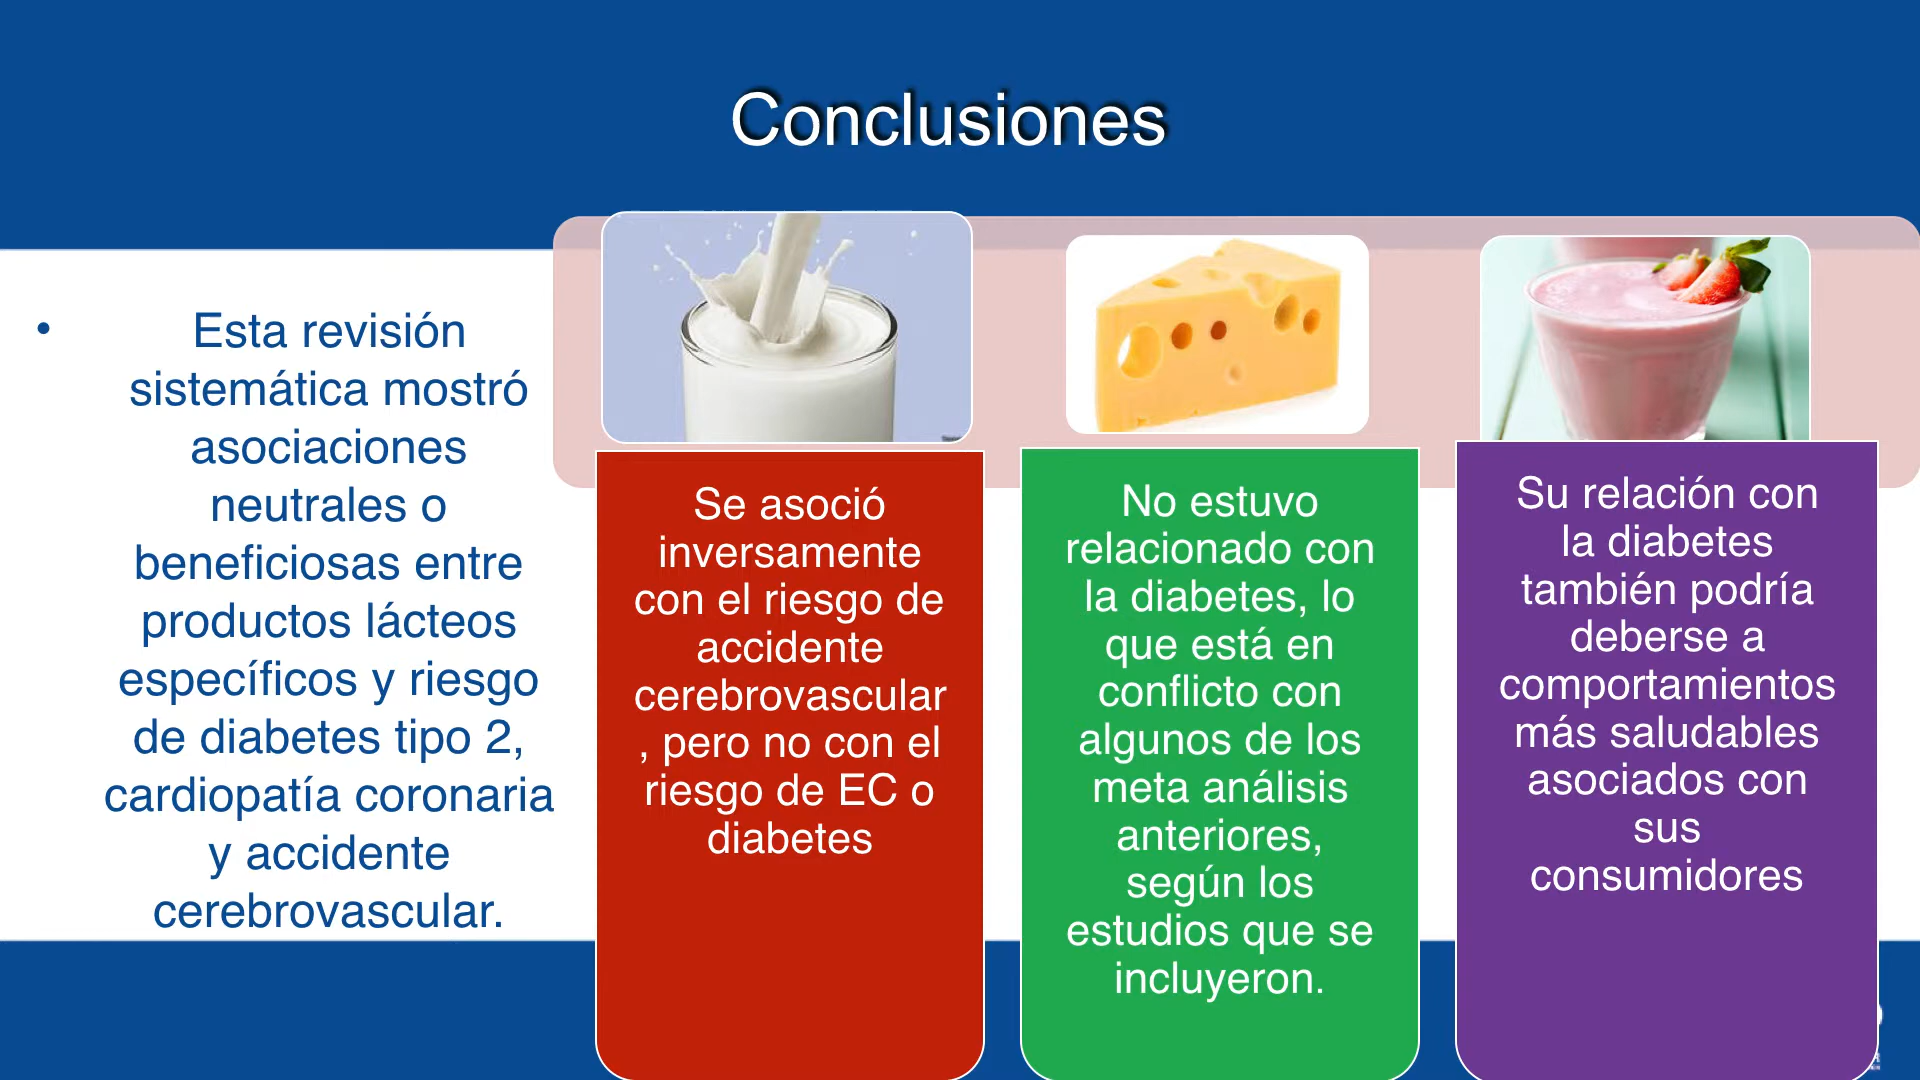 Conclusiones
• Esta revisión
sistemática mostró
asociaciones
neutrales o
beneficiosas entre
productos lácteos
específicos y riesgo
de diabetes tipo 2,
cardiopatía coronaria
y accidente
cerebrovascular.
Se asoció
inversamente
con el riesgo de
accidente
cerebrovascular
, pero no con el
riesgo de EC o
diabetes
No estuvo
relacionado con
la diabetes, lo
que está en
conflicto con
algunos de los
meta análisis
anteriores,
según los
estudios que se
incluyeron.
Su relación con
la diabetes
también podría
deberse a
comportamientos
más saludables
asociados con
sus
consumidores